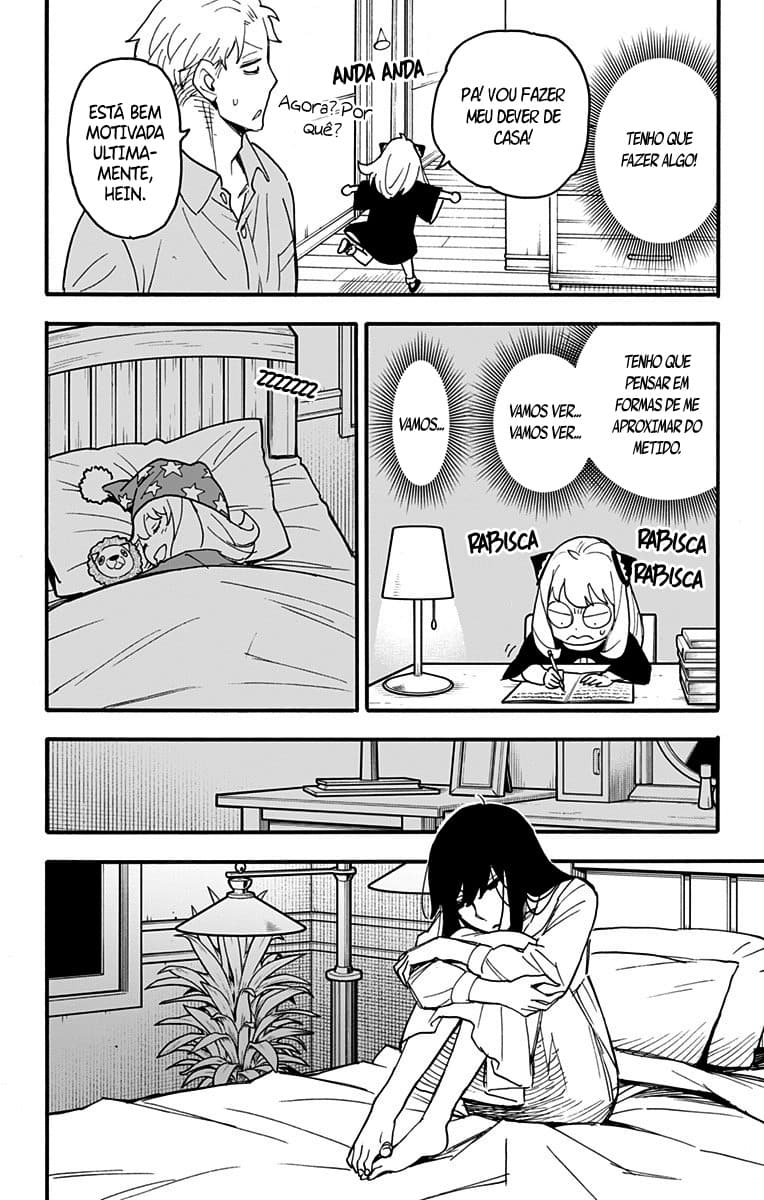 TENHO QUE
FAZER ALGO!
PA! VOU FAZER
MEU DEVER DE
CASA!
ANDA ANDA
Agora? Por
quê?
ESTÁ BEM
MOTIVADA
ULTIMA-
MENTE,
HEIN.
TENHO QUE
PENSAR EM
FORMAS DE ME
APROXIMAR DO
METIDO.
VAMOS VER...
VAMOS VER...
VAMOS...
RABISCA
RABISCA
RABISCA
ZZZZZZZ